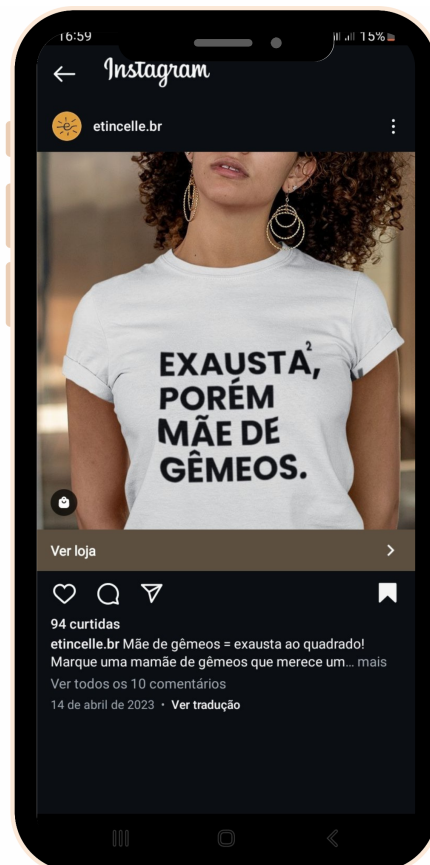 16:59
15%
Instagram
etincelle.br
EXAUSTA²,
PORÉM
MÃE DE
GÊMEOS.
Ver loja
94 curtidas
etincelle.br Mãe de gêmeos = exausta ao quadrado!
Marque uma mamãe de gêmeos que merece um... mais
Ver todos os 10 comentários
14 de abril de 2023 • Ver tradução